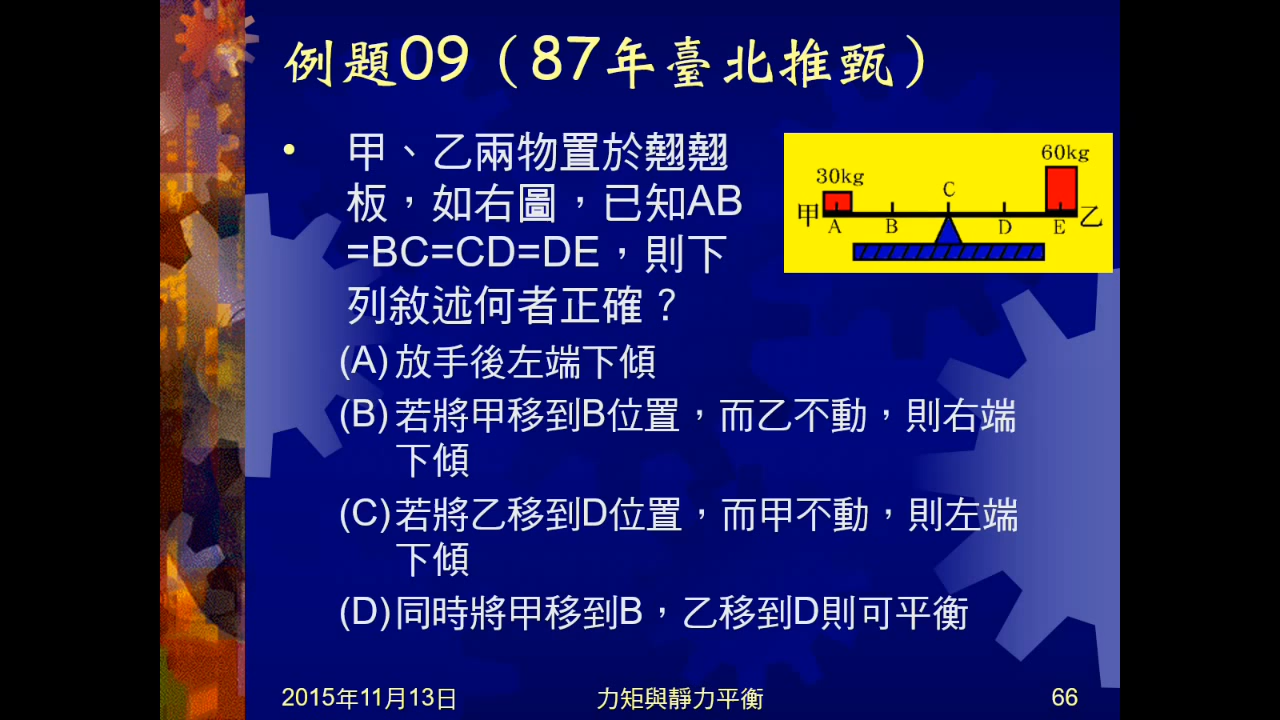 例題09（87年臺北推甄）
• 甲、乙兩物置於翹翹
板，如右圖，已知AB
=BC=CD=DE，則下
列敘述何者正確？
30kg
60kg
C
甲
乙
A
B
D
E
(A)放手後左端下傾
(B)若將甲移到B位置，而乙不動，則右端
下傾
(C)若將乙移到D位置，而甲不動，則左端
下傾
(D)同時將甲移到B，乙移到D則可平衡
2015年11月13日
力矩與靜力平衡
66